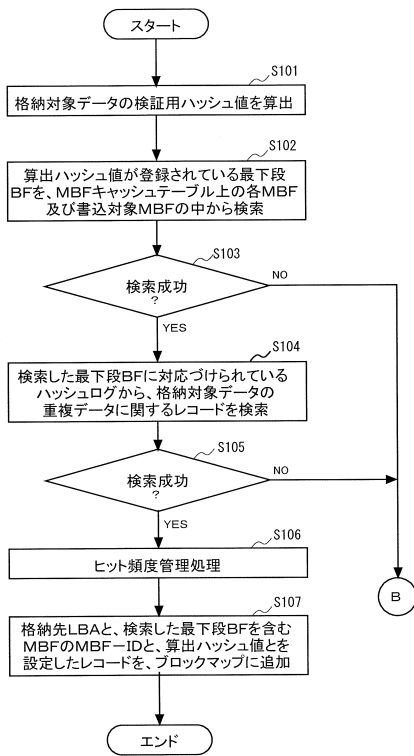 スタート
S101
格納対象データの検証用ハッシュ値を算出
S102
算出ハッシュ値が登録されている最下段
BFを、MBFキャッシュテーブル上の各MBF
及び書込対象MBFの中から検索
S103
検索成功
?
NO
YES
S104
検索した最下段BFに対応づけられている
ハッシュログから、格納対象データの
重複データに関するレコードを検索
S105
検索成功
?
NO
YES
S106
ヒット頻度管理処理
B
S107
格納先LBAと、検索した最下段BFを含む
MBFのMBF-IDと、算出ハッシュ値とを
設定したレコードを、ブロックマップに追加
エンド